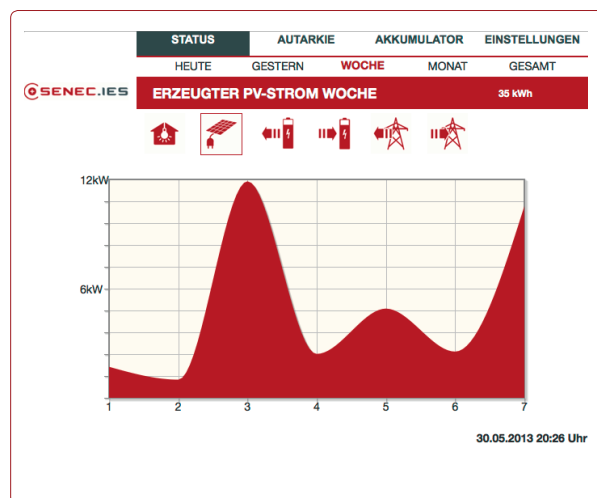 STATUS AUTARKIE AKKUMULATOR EINSTELLUNGEN
HEUTE GESTERN WOCHE MONAT GESAMT
SENEC.IES
ERZEUGTER PV-STROM WOCHE 35 kWh
12kW
6kW
1 2 3 4 5 6 7
30.05.2013 20:26 Uhr